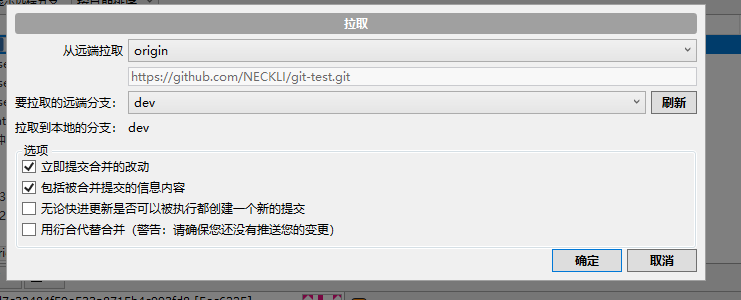 拉取
从远端拉取 origin
https://github.com/NECKLI/git-test.git
要拉取的远端分支： dev 刷新
拉取到本地的分支： dev
选项
立即提交合并的改动
包括被合并提交的信息内容
无论快进更新是否可以被执行都创建一个新的提交
用衍合代替合并（警告：请确保您还没有推送您的变更）
确定 取消